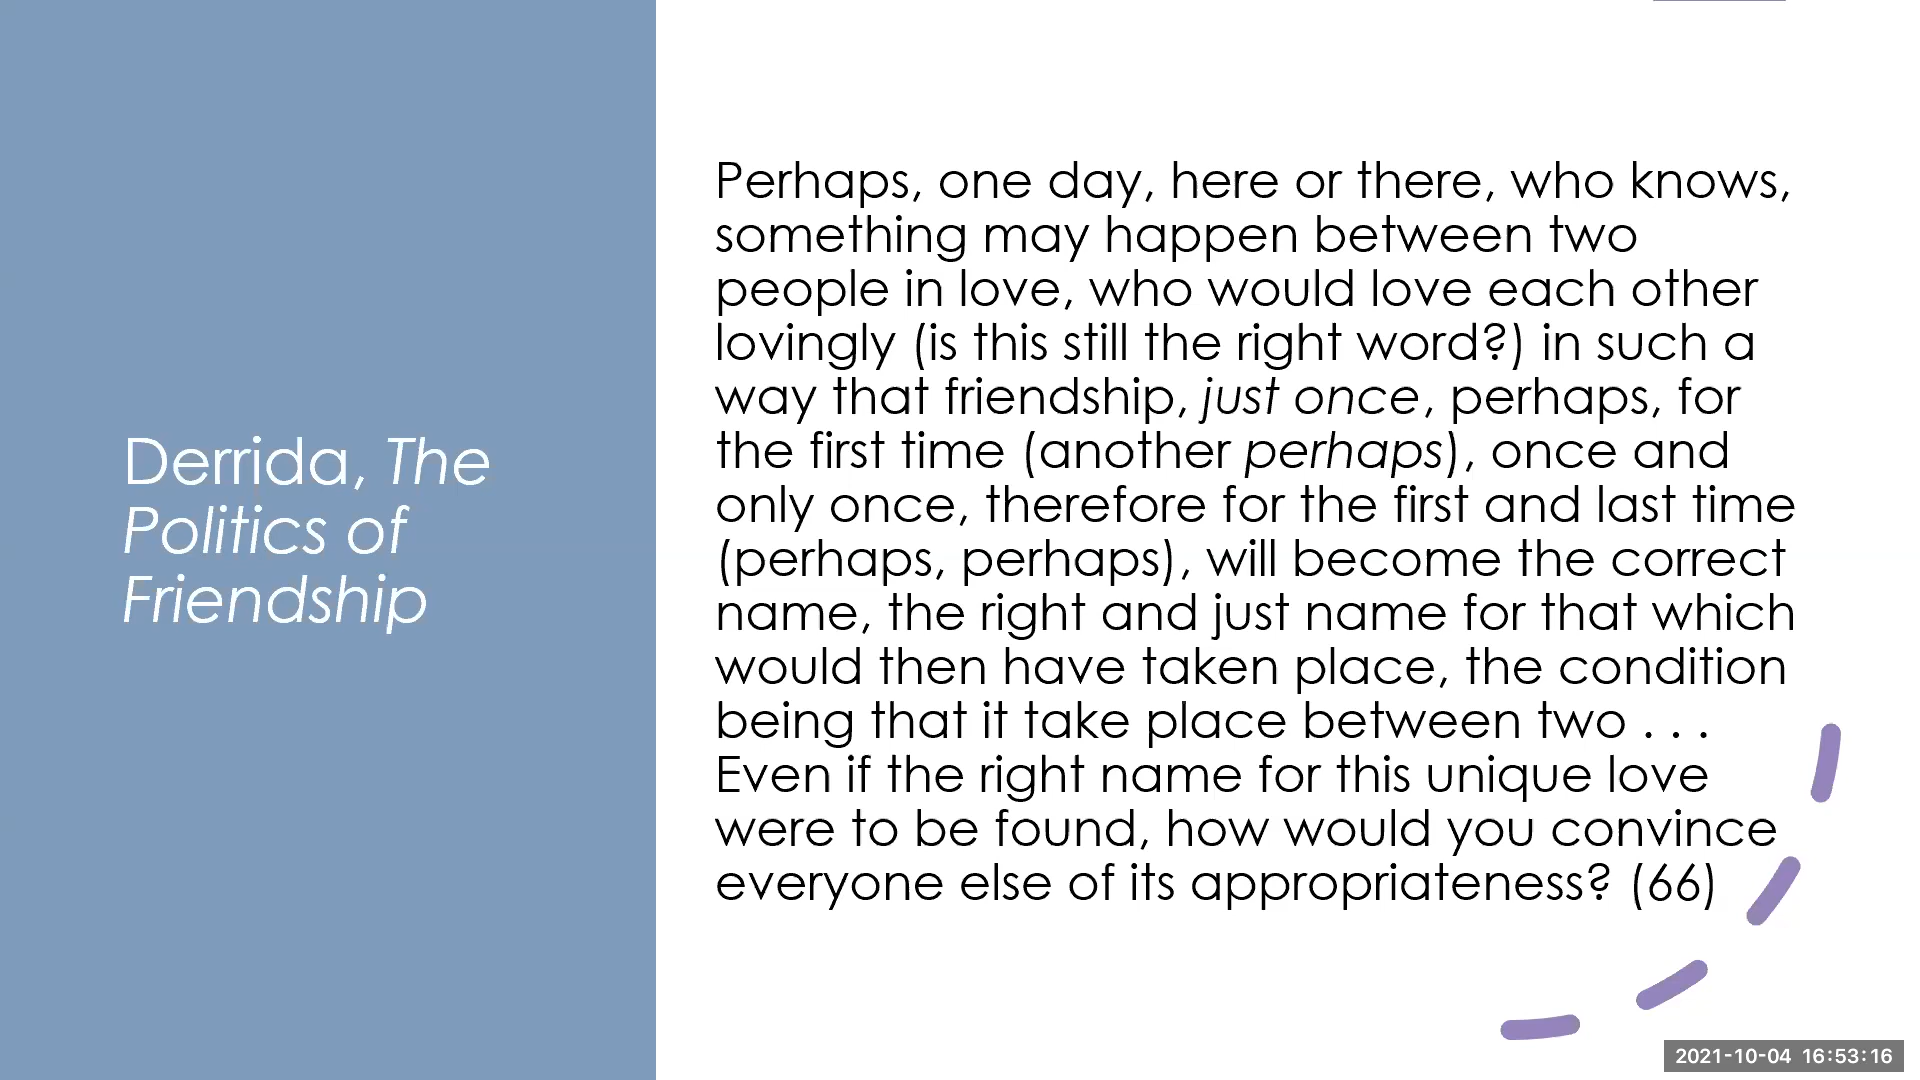 Derrida, The
Politics of
Friendship
Perhaps, one day, here or there, who knows,
something may happen between two
people in love, who would love each other
lovingly (is this still the right word?) in such a
way that friendship, just once, perhaps, for
the first time (another perhaps), once and
only once, therefore for the first and last time
(perhaps, perhaps), will become the correct
name, the right and just name for that which
would then have taken place, the condition
being that it take place between two . . .
Even if the right name for this unique love
were to be found, how would you convince
everyone else of its appropriateness? (66)
2021-10-04 16:53:16